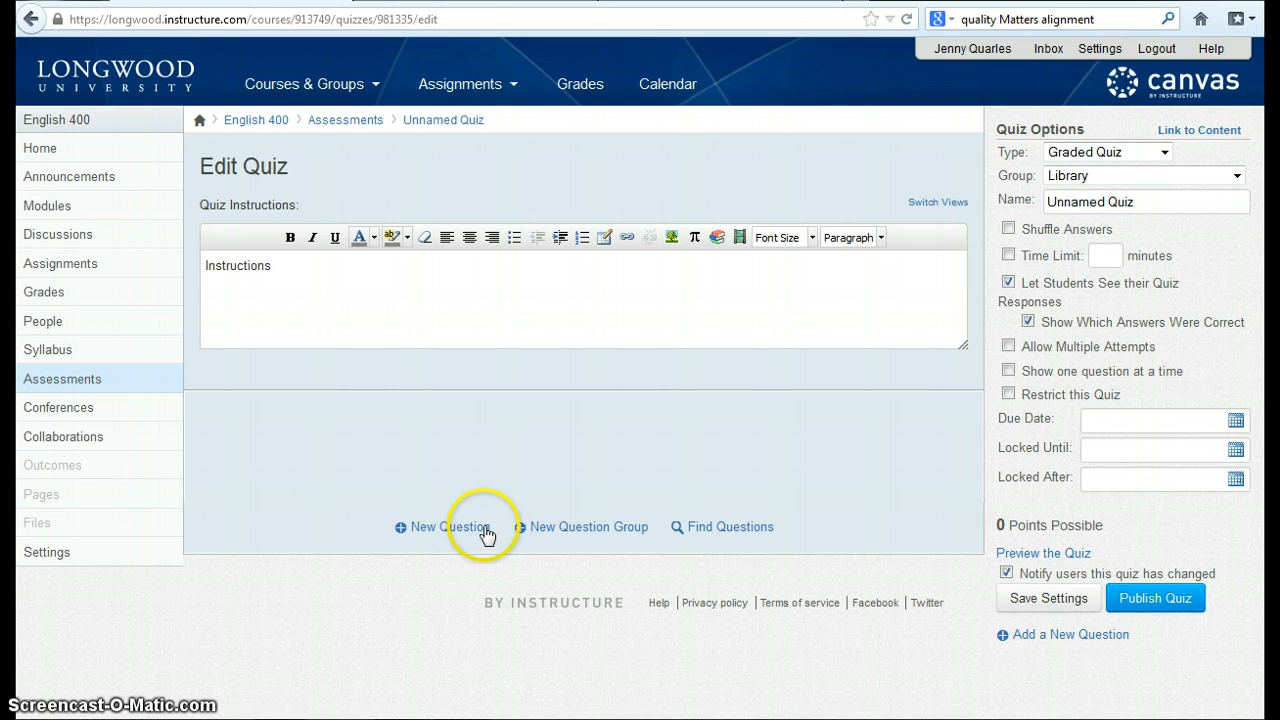 https://longwood.instructure.com/courses/913749/quizzes/981335/edit
quality Matters alignment
Jenny Quarles Inbox Settings Logout Help
LONGWOOD
UNIVERSITY
Courses & Groups Assignments Grades Calendar
canvas
BY INSTRUCTURE
English 400
Home
Announcements
Modules
Discussions
Assignments
Grades
People
Syllabus
Assessments
Conferences
Collaborations
Outcomes
Pages
Files
Settings
English 400 Assessments Unnamed Quiz
Edit Quiz
Quiz Instructions:
Switch Views
B I U A ab Font Size Paragraph
Instructions
New Question New Question Group Find Questions
BY INSTRUCTURE Help Privacy policy Terms of service Facebook Twitter
Quiz Options Link to Content
Type: Graded Quiz
Group: Library
Name: Unnamed Quiz
Shuffle Answers
Time Limit: minutes
Let Students See their Quiz
Responses
Show Which Answers Were Correct
Allow Multiple Attempts
Show one question at a time
Restrict this Quiz
Due Date:
Locked Until:
Locked After:
0 Points Possible
Preview the Quiz
Notify users this quiz has changed
Save Settings Publish Quiz
Add a New Question
Screencast-O-Matic.com